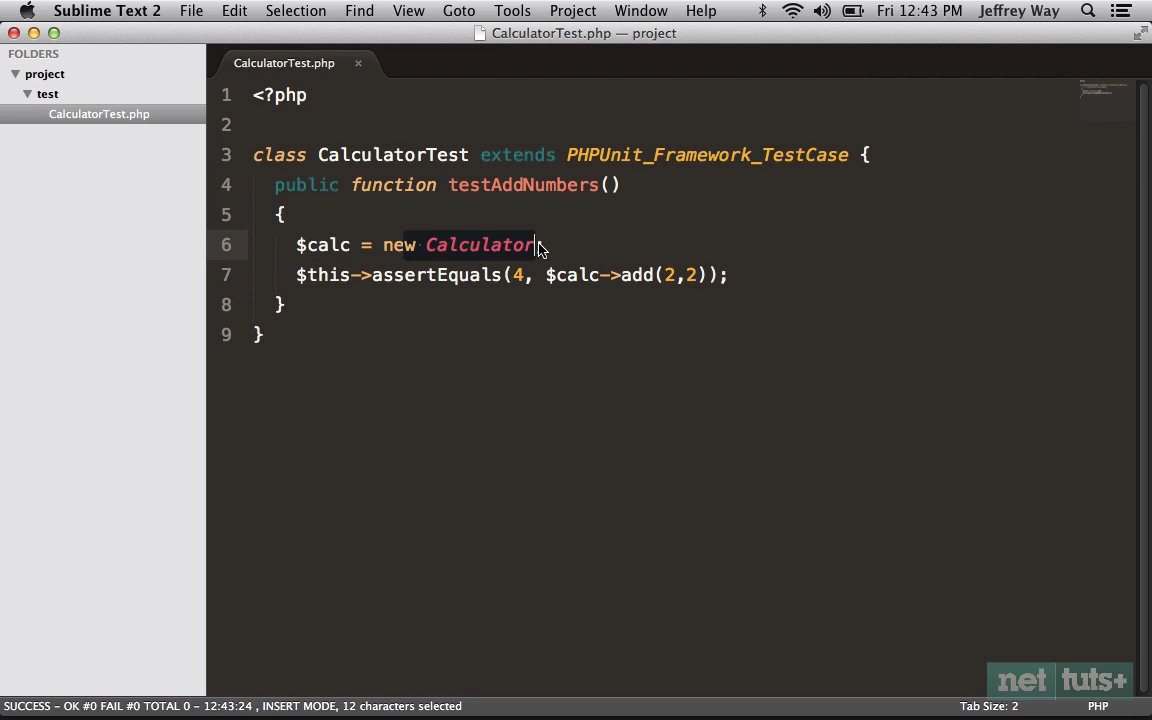 Sublime Text 2 File Edit Selection Find View Goto Tools Project Window Help Fri 12:43 PM Jeffrey Way
CalculatorTest.php — project
FOLDERS
project
test
CalculatorTest.php
CalculatorTest.php ×
1 <?php
2
3 class CalculatorTest extends PHPUnit_Framework_TestCase {
4 public function testAddNumbers()
5 {
6 $calc = new Calculator;
7 $this->assertEquals(4, $calc->add(2,2));
8 }
9 }
net tuts+
SUCCESS - OK #0 FAIL #0 TOTAL 0 - 12:43:24 , INSERT MODE, 12 characters selected Tab Size: 2 PHP